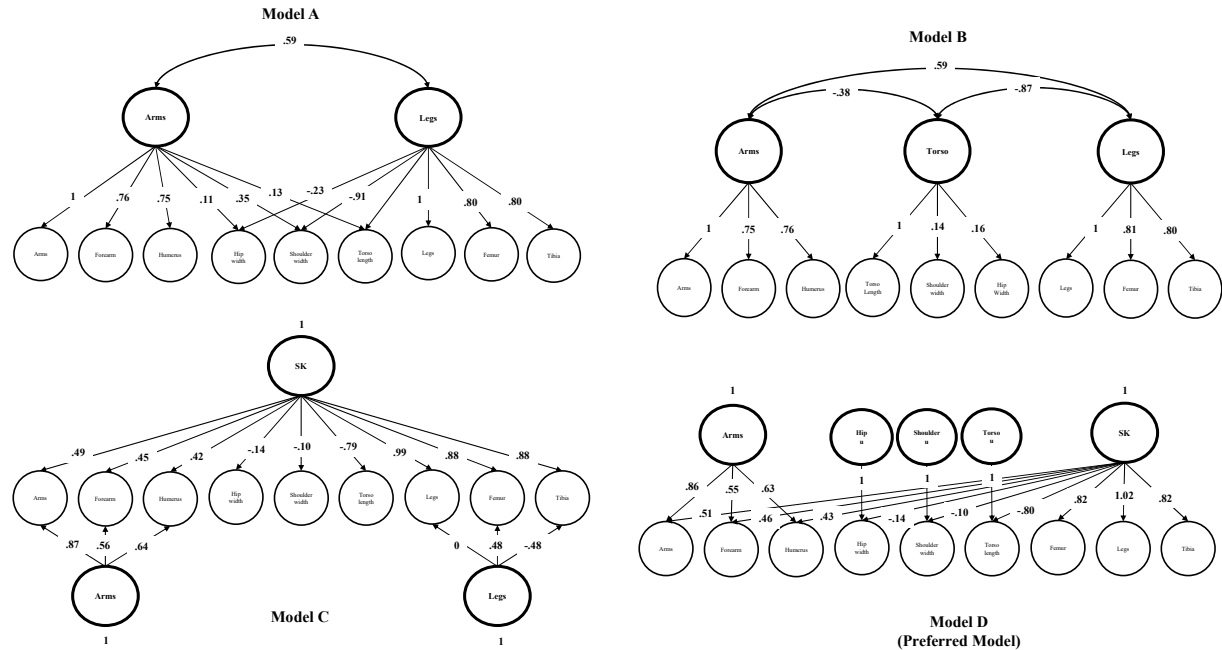 Model A
.59
Arms
Legs
1
.76
.75
.11
.35
.13
-.23
-.91
1
.80
.80
Arms
Forearm
Humerus
Hip
width
Shoulder
width
Torso
length
Legs
Femur
Tibia
Model B
.59
-.38
-.87
Arms
Torso
Legs
1
.75
.76
1
.14
.16
1
.81
.80
Arms
Forearm
Humerus
Torso
Length
Shoulder
width
Hip
Width
Legs
Femur
Tibia
1
SK
.49
.45
.42
-.14
-.10
-.79
.99
.88
.88
Arms
Forearm
Humerus
Hip
width
Shoulder
width
Torso
length
Legs
Femur
Tibia
.87
.56
.64
0
.48
-.48
Arms
Legs
1
1
Model C
1
1
Arms
Hip
u
Shoulder
u
Torso
u
SK
.86
.55
.63
1
1
1
.51
.46
.43
-.14
-.10
-.80
.82
1.02
.82
Arms
Forearm
Humerus
Hip
width
Shoulder
width
Torso
length
Femur
Legs
Tibia
Model D
(Preferred Model)